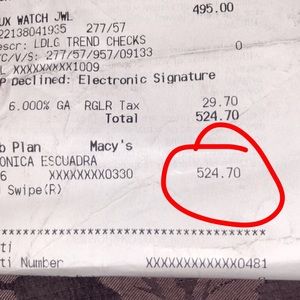 UX WATCH JWL 495.00
22138041935 277/57
escr: LDLG TREND CHECKS
C/V/S: 277/57/957/09133 0
L XXXXXXXXX1009
P Declined: Electronic Signature
6.000% GA RGLR Tax 29.70
Total 524.70
b Plan Macy's
ONICA ESCUADRA
6 XXXXXXXX0330 524.70
Swipe(R)
*****************************************
ti
ti Number XXXXXXXXXXXX0481